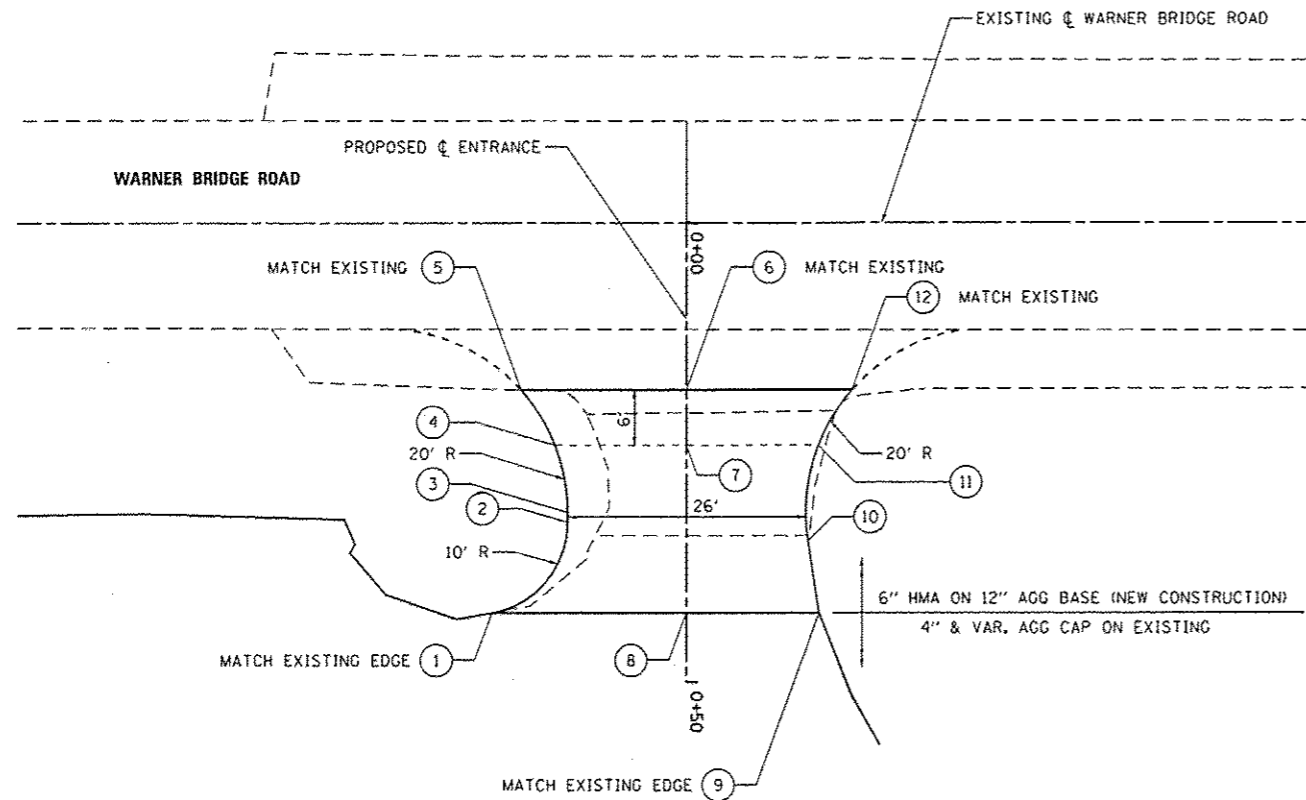 EXISTING ℄ WARNER BRIDGE ROAD
PROPOSED ℄ ENTRANCE
WARNER BRIDGE ROAD
0+00
MATCH EXISTING 5
6 MATCH EXISTING
12 MATCH EXISTING
4
6'
20' R
20' R
7
11
3
2
26'
10
10' R
6" HMA ON 12" AGG BASE (NEW CONSTRUCTION)
4" & VAR. AGG CAP ON EXISTING
MATCH EXISTING EDGE 1
8
0+50
MATCH EXISTING EDGE 9